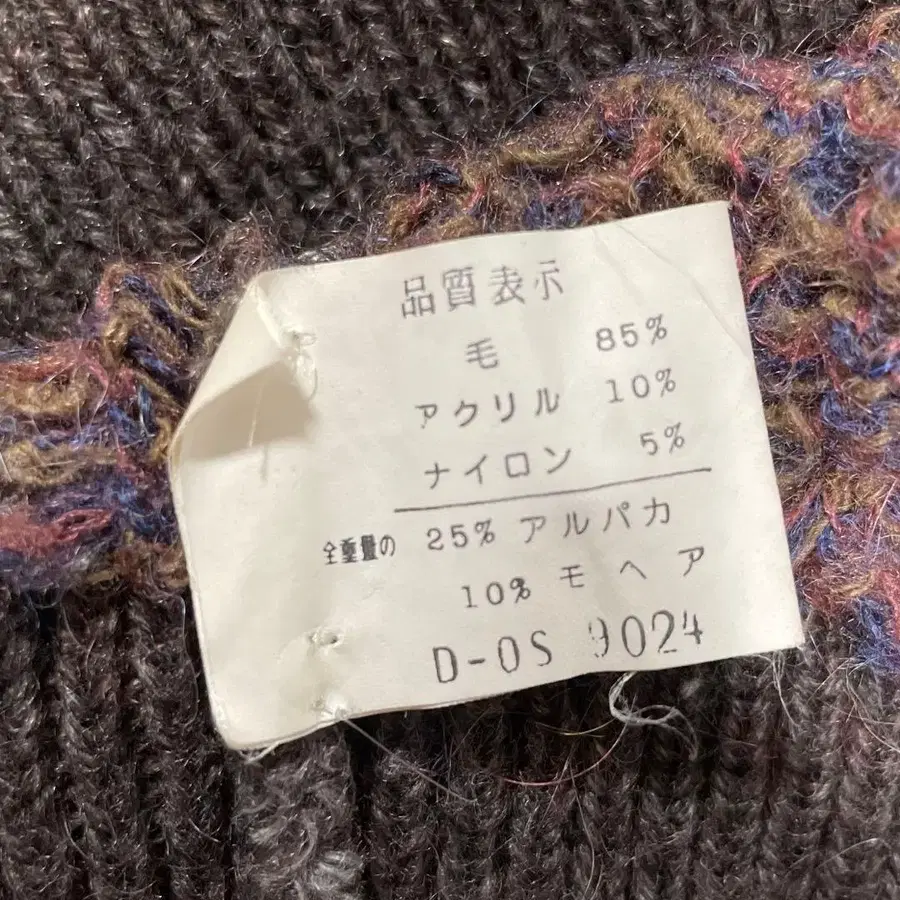 品質表示
毛 85%
アクリル 10%
ナイロン 5%
全重量の 25% アルパカ
10% モヘア
D-OS 9024